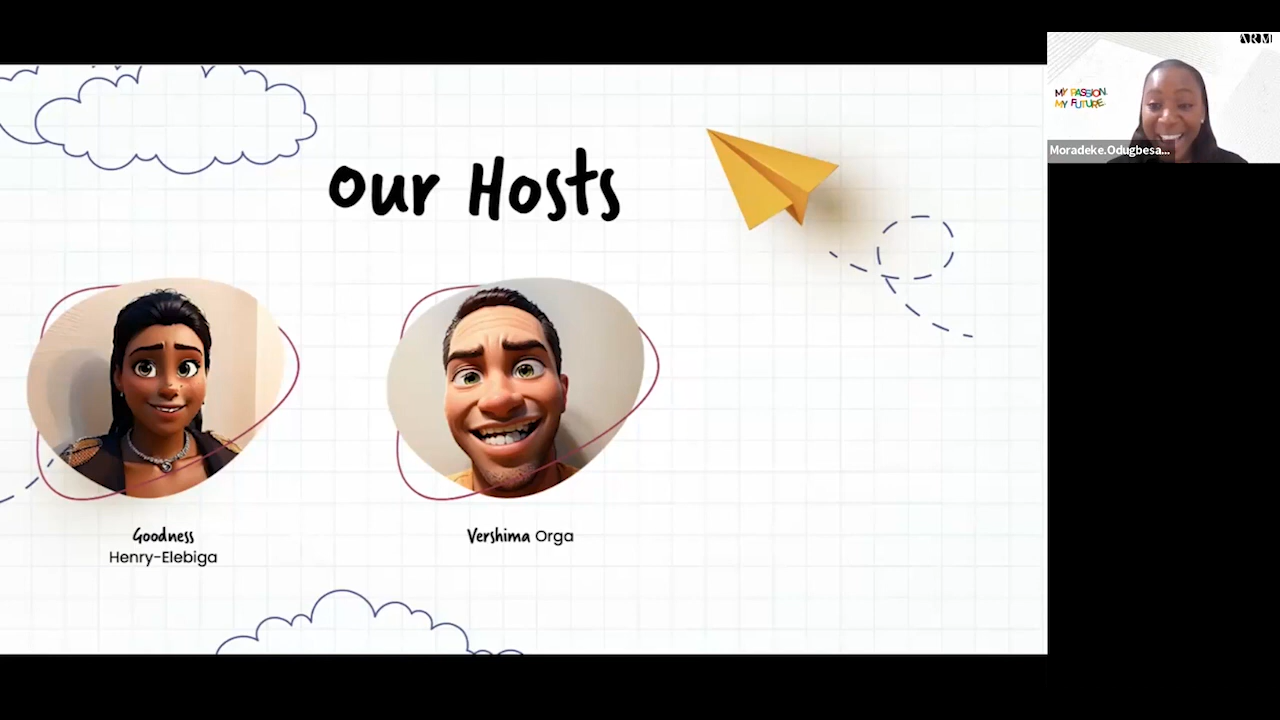 our Hosts
Goodness
Henry-Elebiga
Vershima Orga
ARM
MY PASSION.
MY FUTURE.
Moradeke.Odugbesa...